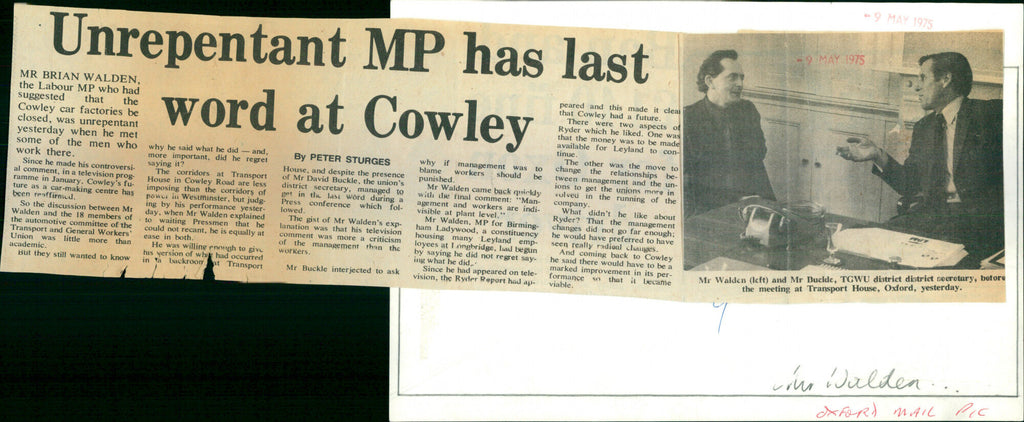 - 9 MAY 1975
- 9 MAY 1975
Unrepentant MP has last
word at Cowley
MR BRIAN WALDEN,
the Labour MP who had
suggested that the
Cowley car factories be
closed, was unrepentant
yesterday when he met
some of the men who
work there.
Since he made his controversi-
al comment, in a television prog-
ramme in January, Cowley's fu-
ture as a car-making centre has
been reaffirmed.
So the discussion between Mr
Walden and the 18 members of
the automotive committee of the
Transport and General Workers'
Union was little more than
academic.
But they still wanted to know
why he said what he did — and,
more important, did he regret
saying it?
The corridors at Transport
House in Cowley Road are less
imposing than the corridors of
power in Westminster, but judg-
ing by his performance yester-
day, when Mr Walden explained
to waiting Pressmen that he
could not recant, he is equally at
ease in both.
He was willing enough to give
his version of why had occurred
in a backroom at Transport
By PETER STURGES
House, and despite the presence
of Mr David Buckle, the union's
district secretary, managed to
get in the last word during a
Press conference which fol-
lowed.
The gist of Mr Walden's exp-
lanation was that his television
comment was more a criticism
of the management than the
workers.
Mr Buckle interjected to ask
why if management was to
blame workers should be
punished.
Mr Walden came back quickly
with the final comment: "Man-
agement and workers are indi-
visible at plant level."
Mr Walden, MP for Birming-
ham Ladywood, a constituency
housing many Leyland emp-
loyees at Longbridge, had begun
by saying he did not regret say-
ing what he did.
Since he had appeared on tele-
vision, the Ryder Report had ap-
peared and this made it clear
that Cowley had a future.
There were two aspects of
Ryder which he liked. One was
that the money was to be made
available for Leyland to con-
tinue.
The other was the move to
change the relationships be-
tween management and the un-
ions to get the unions more in
volved in the running of the
company.
What didn't he like about
Ryder? That the management
changes did not go far enough;
he would have preferred to have
seen really radical changes.
And coming back to Cowley
he said there would have to be a
marked improvement in its per-
formance so that it became
viable.
Mr Walden (left) and Mr Buckle, TGWU district district secretary, before
the meeting at Transport House, Oxford, yesterday.
Walden...
OXFORD MAIL PIC